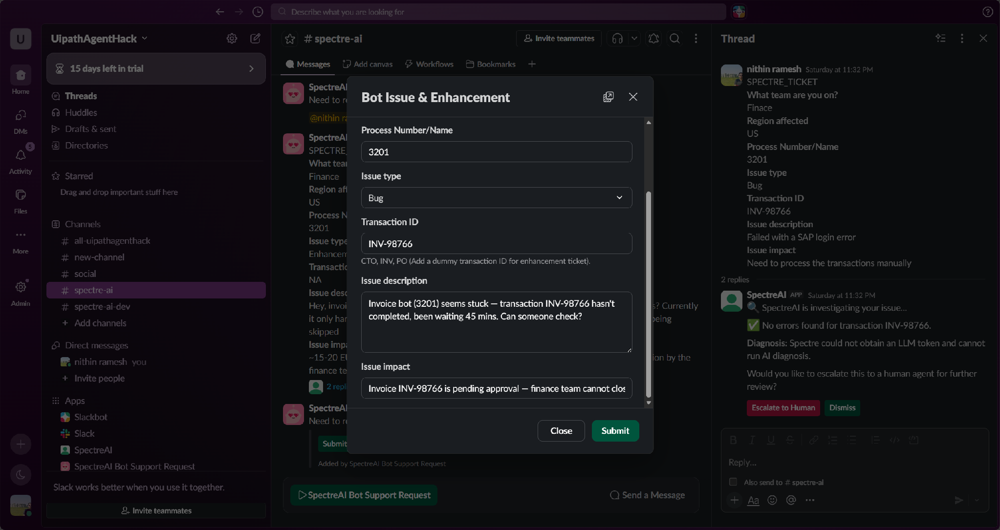 Describe what you are looking for
U
UipathAgentHack
15 days left in trial
Home
DMs
5
Activity
Files
More
Admin
Threads
Huddles
Drafts & sent
Directories
Starred
Drag and drop important stuff here
Channels
# all-uipathagenthack
# new-channel
# social
# spectre-ai
# spectre-ai-dev
+ Add channels
Direct messages
nithin ramesh you
+ Invite people
Apps
Slackbot
Slack
SpectreAI
SpectreAI Bot Support Request
Slack works better when you use it together.
Invite teammates
# spectre-ai
Invite teammates
Messages
Add canvas
Workflows
Bookmarks
SpectreAI
Need to r
@nithin ra
SpectreAI
SPECTRE_
What tear
Finance
Region aff
US
Process N
3201
Issue type
Enhancem
Transactic
NA
Issue desc
Hey, invoi
s? Currently
it only har
being
skipped
Issue impa
~15-20 EU
ion by the
finance te
2 repli
SpectreAI
Need to r
Submit
Added by SpectreAI Bot Support Request
SpectreAI Bot Support Request
Send a Message
Bot Issue & Enhancement
Process Number/Name
3201
Issue type
Bug
Transaction ID
INV-98766
CTO, INV, PO (Add a dummy transaction ID for enhancement ticket).
Issue description
Invoice bot (3201) seems stuck — transaction INV-98766 hasn't
completed, been waiting 45 mins. Can someone check?
Issue impact
Invoice INV-98766 is pending approval — finance team cannot clos
Close
Submit
Thread
nithin ramesh Saturday at 11:32 PM
SPECTRE_TICKET
What team are you on?
Finace
Region affected
US
Process Number/Name
3201
Issue type
Bug
Transaction ID
INV-98766
Issue description
Failed with a SAP login error
Issue impact
Need to process the transactions manually
2 replies
SpectreAI APP Saturday at 11:32 PM
SpectreAI is investigating your issue...
No errors found for transaction INV-98766.
Diagnosis: Spectre could not obtain an LLM token and cannot
run AI diagnosis.
Would you like to escalate this to a human agent for further
review?
Escalate to Human
Dismiss
Reply...
Also send to # spectre-ai
Aa